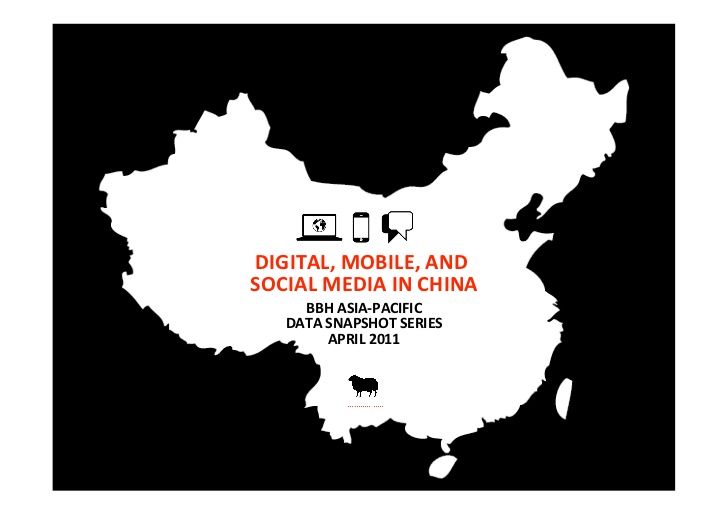 DIGITAL, MOBILE, AND
SOCIAL MEDIA IN CHINA
BBH ASIA-PACIFIC
DATA SNAPSHOT SERIES
APRIL 2011